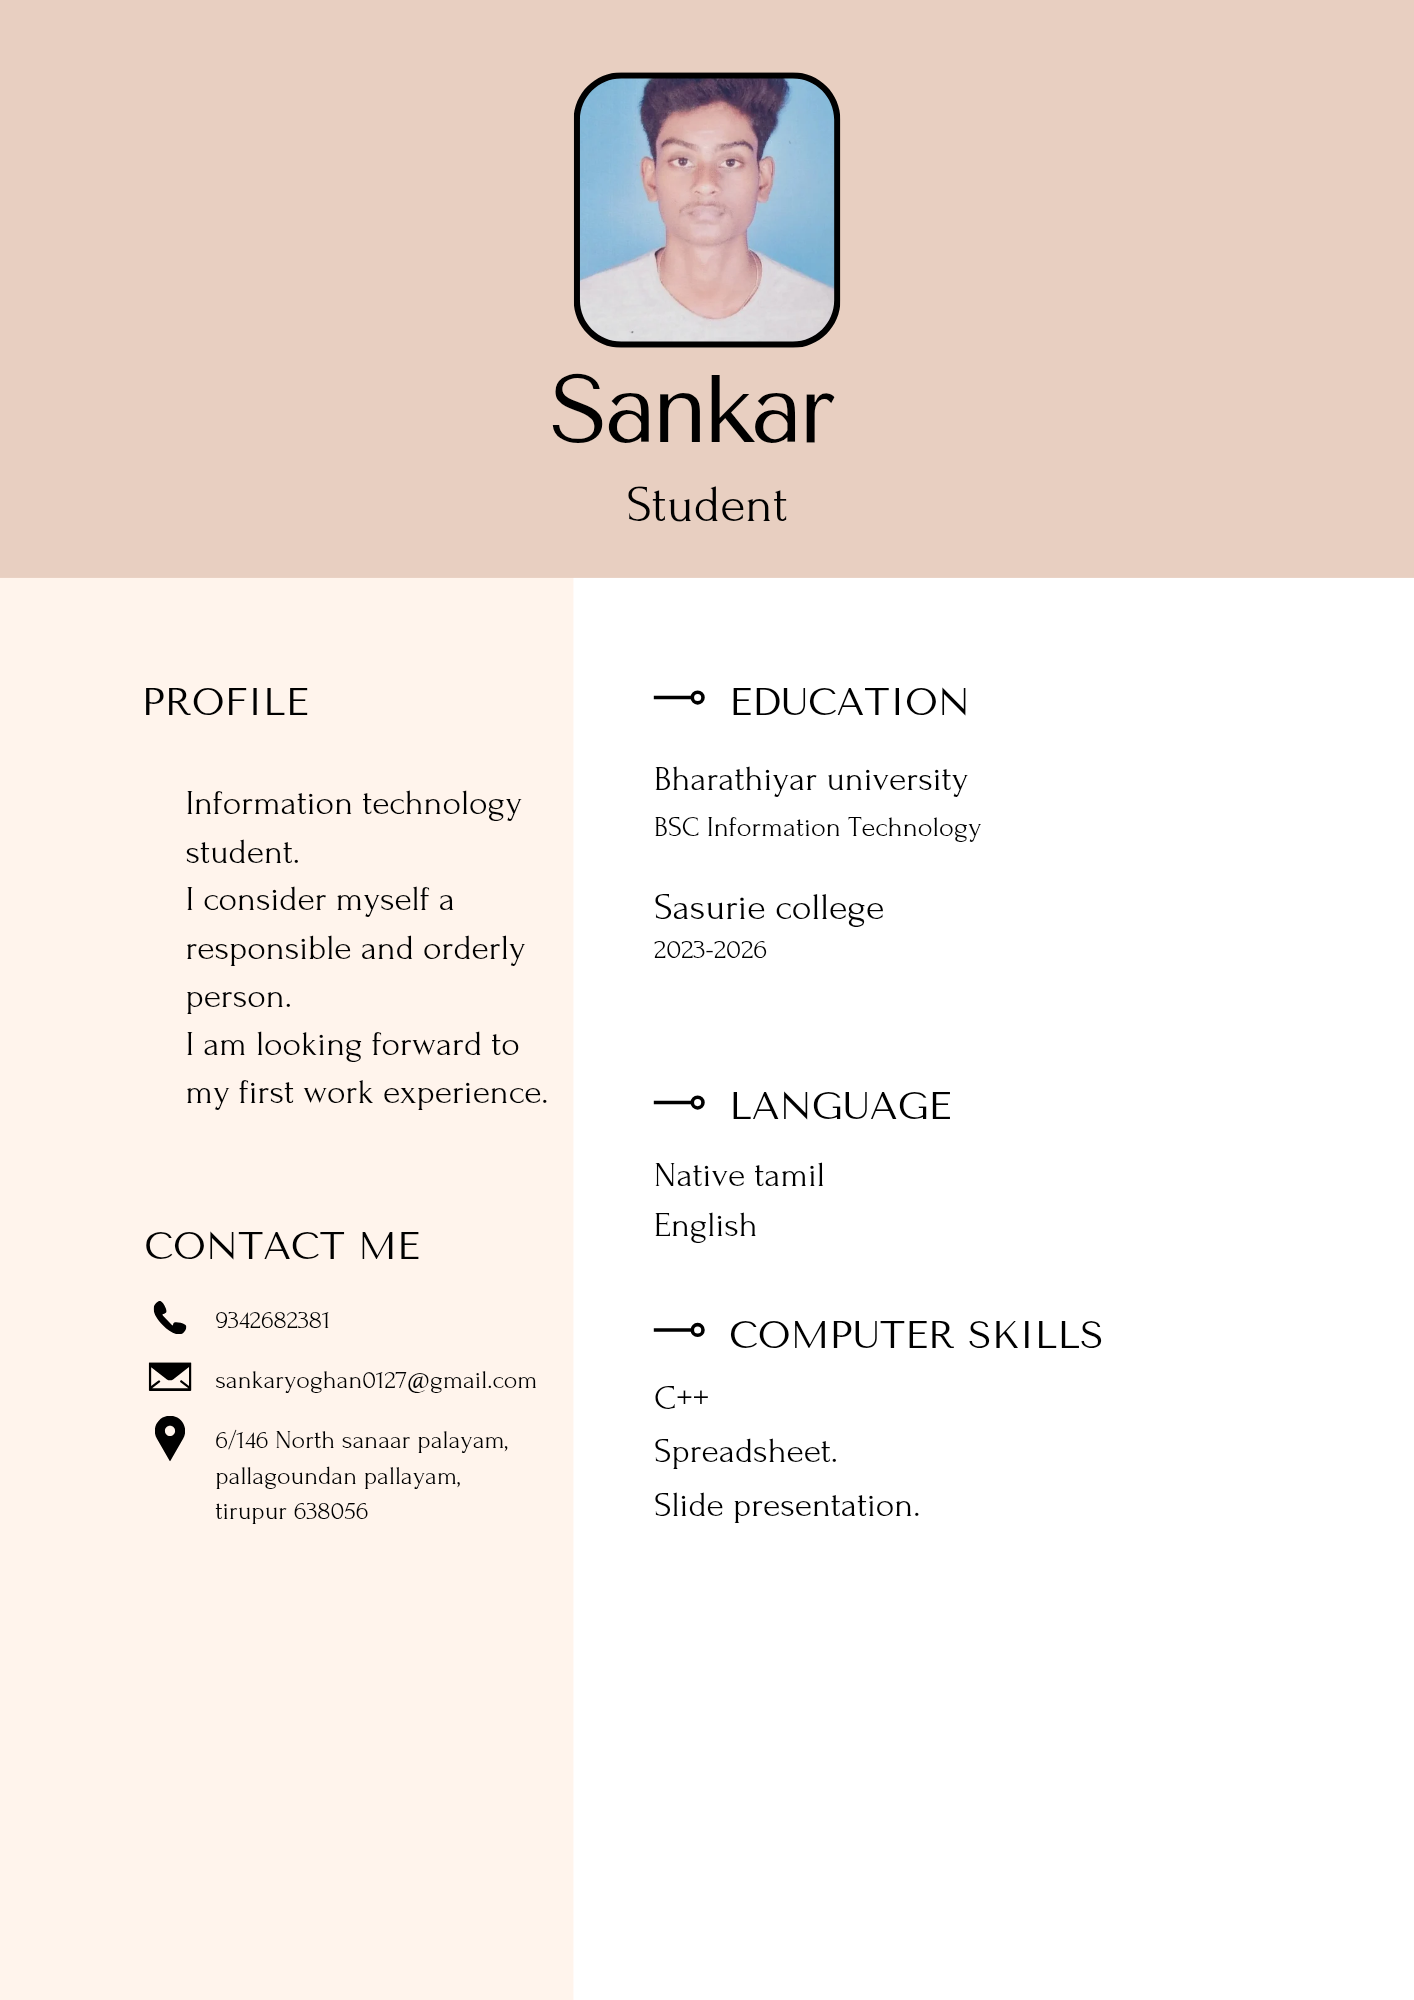 Sankar
Student
PROFILE
Information technology
student.
I consider myself a
responsible and orderly
person.
I am looking forward to
my first work experience.
CONTACT ME
9342682381
sankaryoghan0127@gmail.com
6/146 North sanaar palayam,
pallagoundan pallayam,
tirupur 638056
EDUCATION
Bharathiyar university
BSC Information Technology
Sasurie college
2023-2026
LANGUAGE
Native tamil
English
COMPUTER SKILLS
C++
Spreadsheet.
Slide presentation.